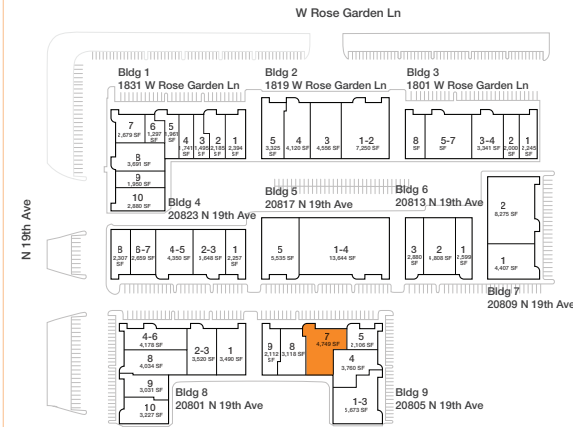 W Rose Garden Ln
N 19th Ave
Bldg 1
1831 W Rose Garden Ln
7
2,679 SF
6
1,297
SF
5
1,961
SF
4
1,741
SF
3
1,495
SF
2
2,185
SF
1
2,394
SF
8
3,691 SF
9
1,950 SF
10
2,880 SF
Bldg 2
1819 W Rose Garden Ln
5
3,325
SF
4
4,120 SF
3
4,556 SF
1-2
7,250 SF
Bldg 3
1801 W Rose Garden Ln
8
SF
5-7
SF
3-4
3,341 SF
2
2,000
SF
1
2,245
SF
Bldg 4
20823 N 19th Ave
8
2,307
SF
6-7
2,659 SF
4-5
4,350 SF
2-3
3,648 SF
1
2,257
SF
Bldg 5
20817 N 19th Ave
5
5,535 SF
1-4
13,644 SF
Bldg 6
20813 N 19th Ave
3
2,880
SF
2
4,808 SF
1
2,599
SF
2
8,275 SF
1
4,407 SF
Bldg 7
20809 N 19th Ave
4-6
4,178 SF
8
4,034 SF
9
3,031 SF
10
3,227 SF
2-3
3,520 SF
1
3,490 SF
Bldg 8
20801 N 19th Ave
9
2,112
SF
8
3,118 SF
7
4,749 SF
5
2,106 SF
4
3,760 SF
1-3
5,673 SF
Bldg 9
20805 N 19th Ave